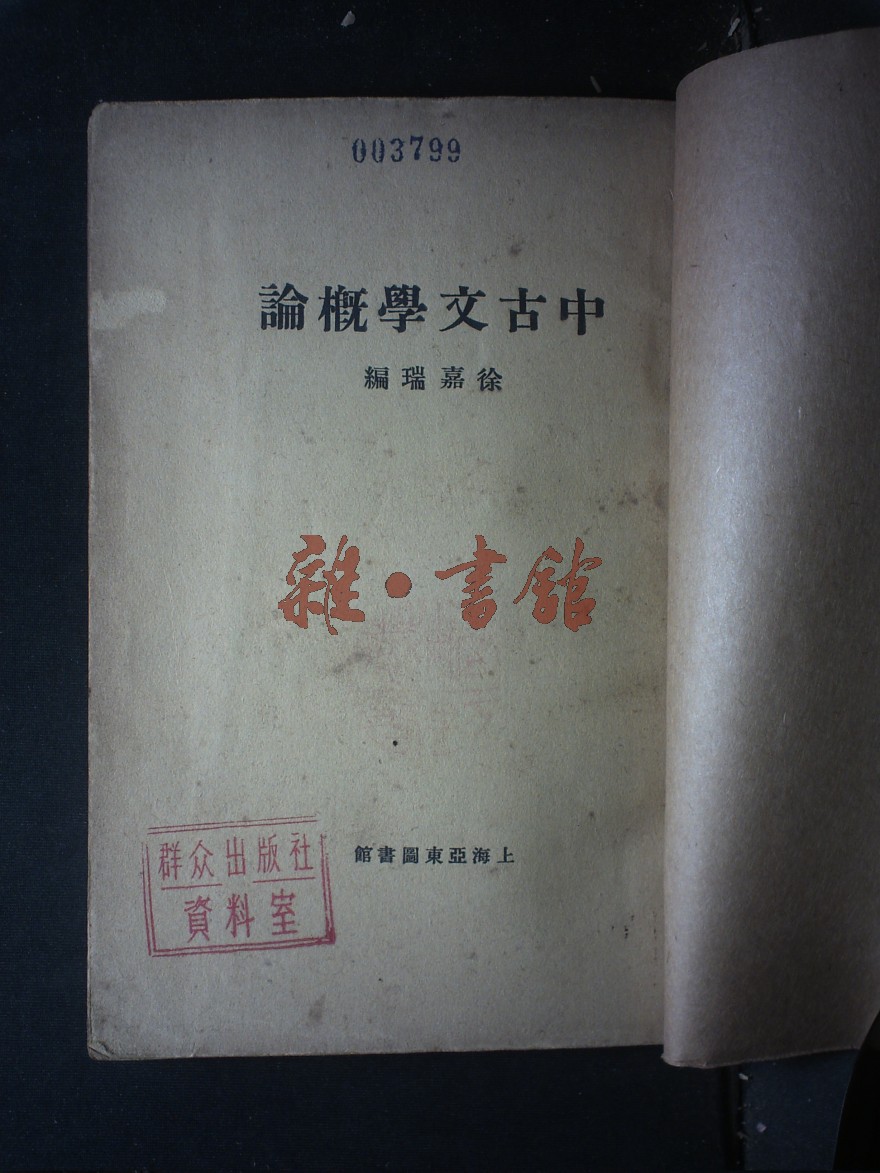 003799
中古文學概論
徐嘉瑞編
雜·書館
上海亞東圖書館
群众出版社
資料室